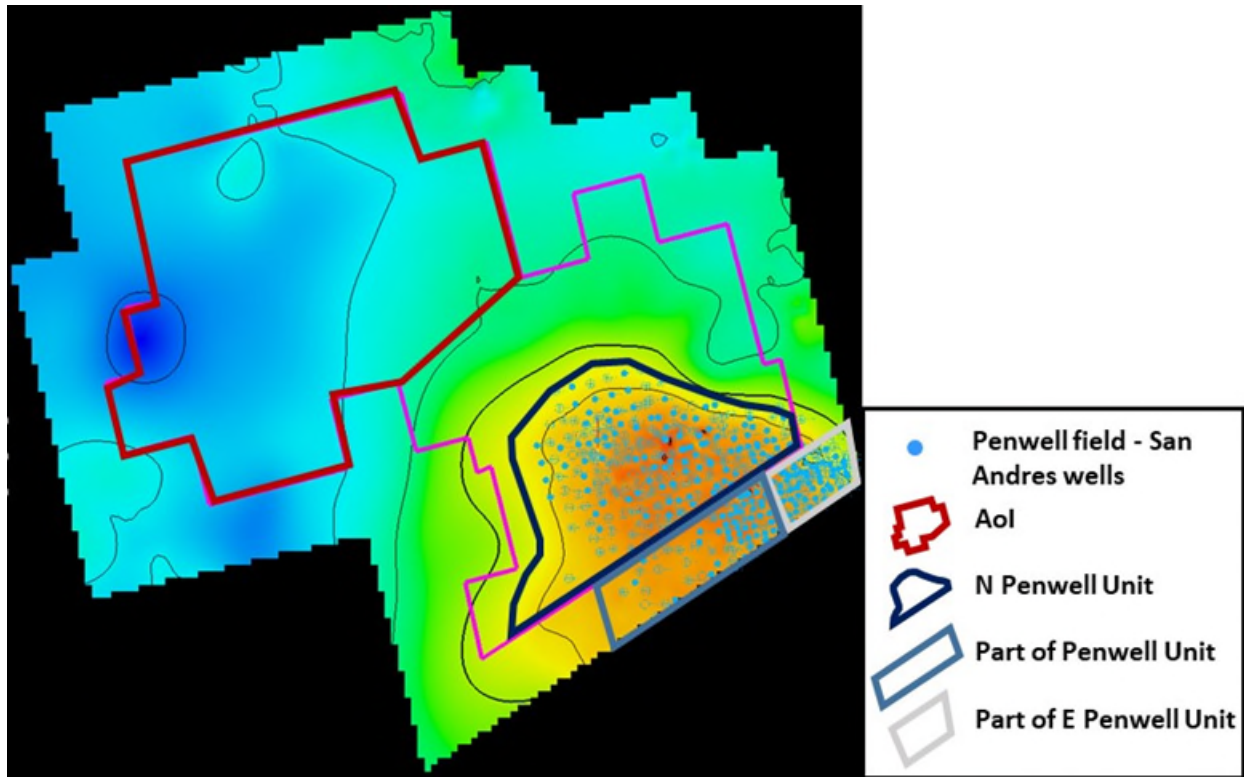 Penwell field - San
Andres wells
AoI
N Penwell Unit
Part of Penwell Unit
Part of E Penwell Unit